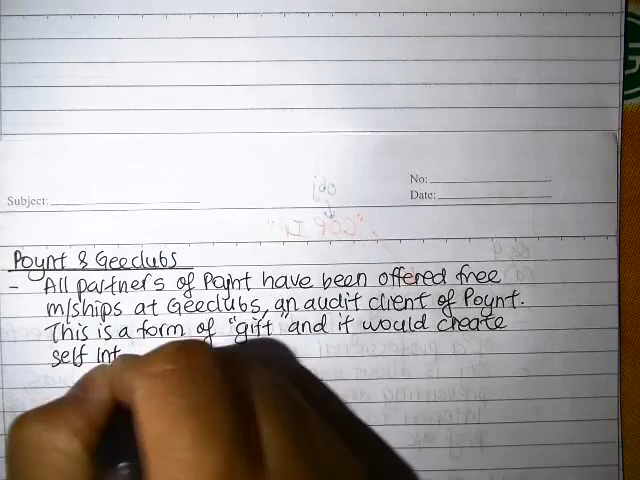 No:
Subject:
Date:
Poynt & Geeclubs
- All partners of Paint have been offered free
m/ships at Geeclubs, an audit client of Poynt.
This is a form of "gift" and it would create
self int